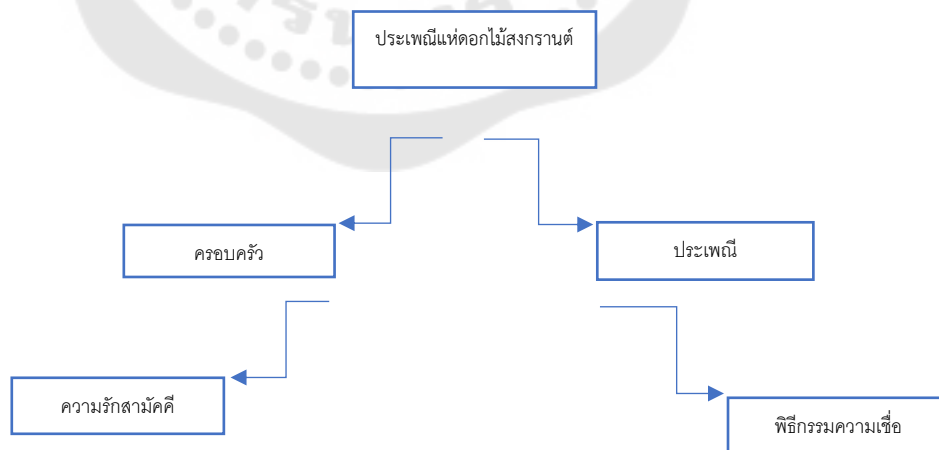 ประเพณีแห่ดอกไม้สงกรานต์
ครอบครัว
ประเพณี
ความรักสามัคคี
พิธีกรรมความเชื่อ